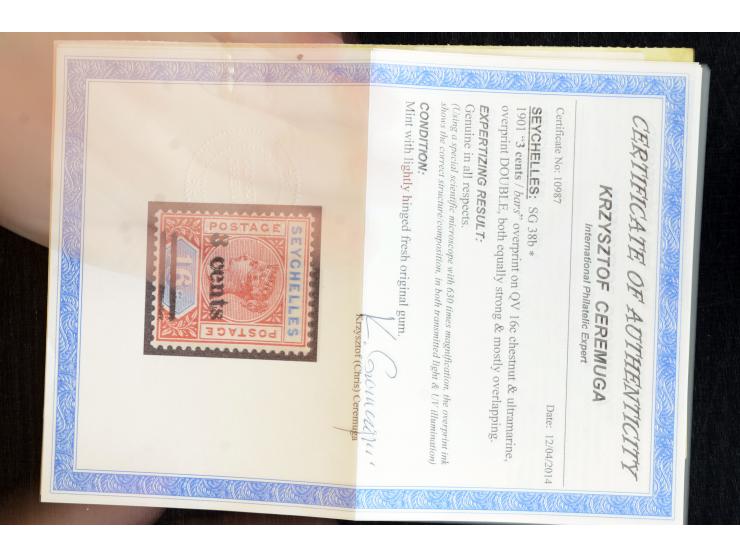 CERTIFICATE OF AUTHENTICITY
KRZYSZTOF CEREMUGA
International Philatelic Expert
Certificate No: 10987 Date: 12/04/2014
SEYCHELLES: SG 38b *
1901 "3 cents / bars" overprint on QV 16c chestnut & ultramarine,
overprint DOUBLE, both equally strong & mostly overlapping.
EXPERTIZING RESULT:
Genuine in all respects.
(Using a special scientific microscope with 630 times magnification, the overprint ink
shows the correct structure/composition, in both transmitted light & UV illumination)
CONDITION:
Mint with lightly hinged fresh original gum.
Krzysztof (Chris) Ceremuga
SEYCHELLES
POSTAGE
POSTAGE
3 cents
16c